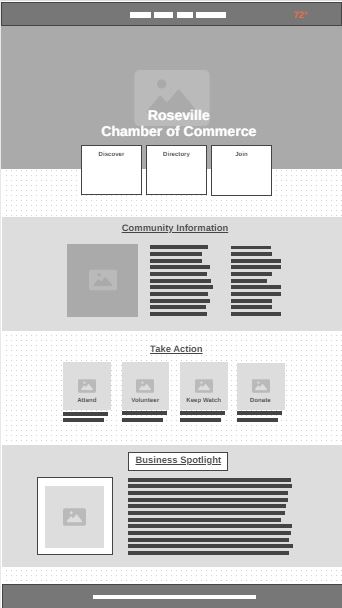 72°
Roseville
Chamber of Commerce
Discover
Directory
Join
Community Information
Take Action
Attend
Volunteer
Keep Watch
Donate
Business Spotlight